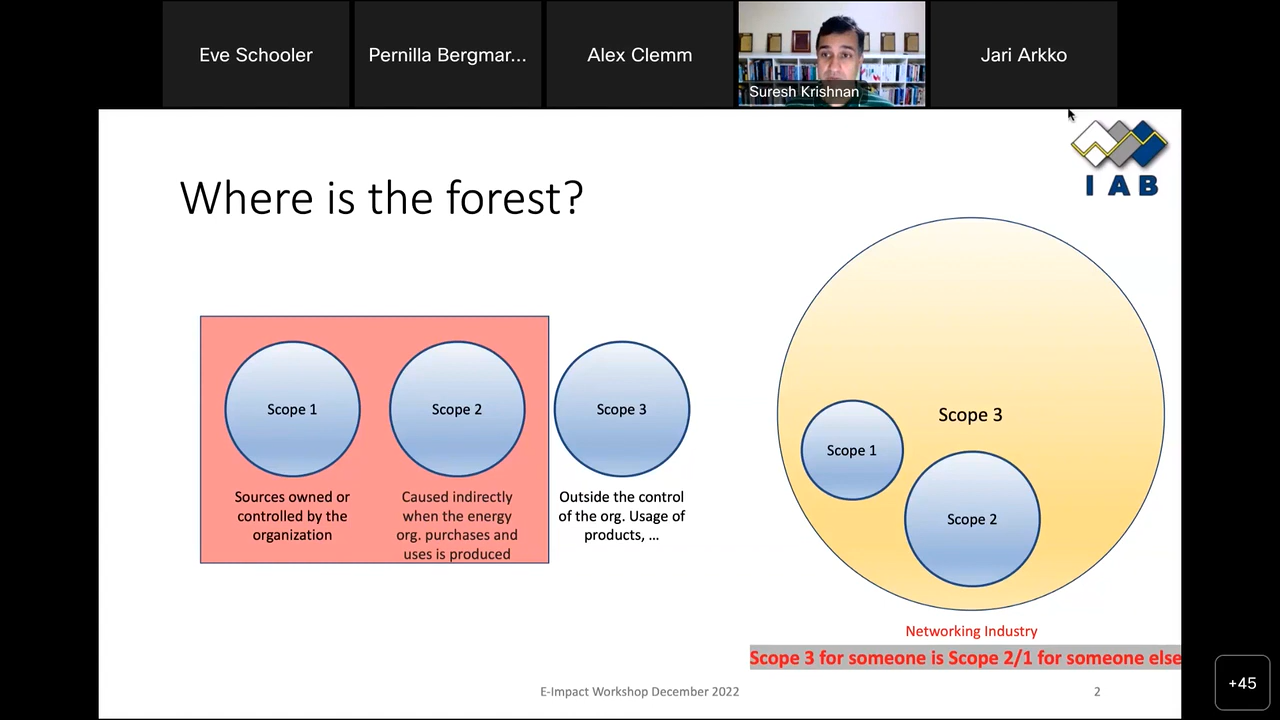 Eve Schooler
Pernilla Bergmar...
Alex Clemm
Suresh Krishnan
Jari Arkko
IAB
Where is the forest?
Scope 1
Scope 2
Scope 3
Sources owned or
controlled by the
organization
Caused indirectly
when the energy
org. purchases and
uses is produced
Outside the control
of the org. Usage of
products, ...
Scope 3
Scope 1
Scope 2
Networking Industry
Scope 3 for someone is Scope 2/1 for someone else
E-Impact Workshop December 2022
2
+45